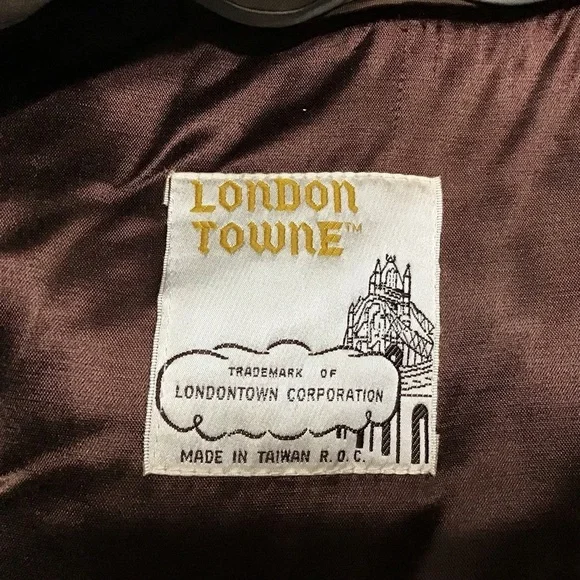 LONDON
TOWNE™
TRADEMARK OF
LONDONTOWN CORPORATION
MADE IN TAIWAN R.O.C.